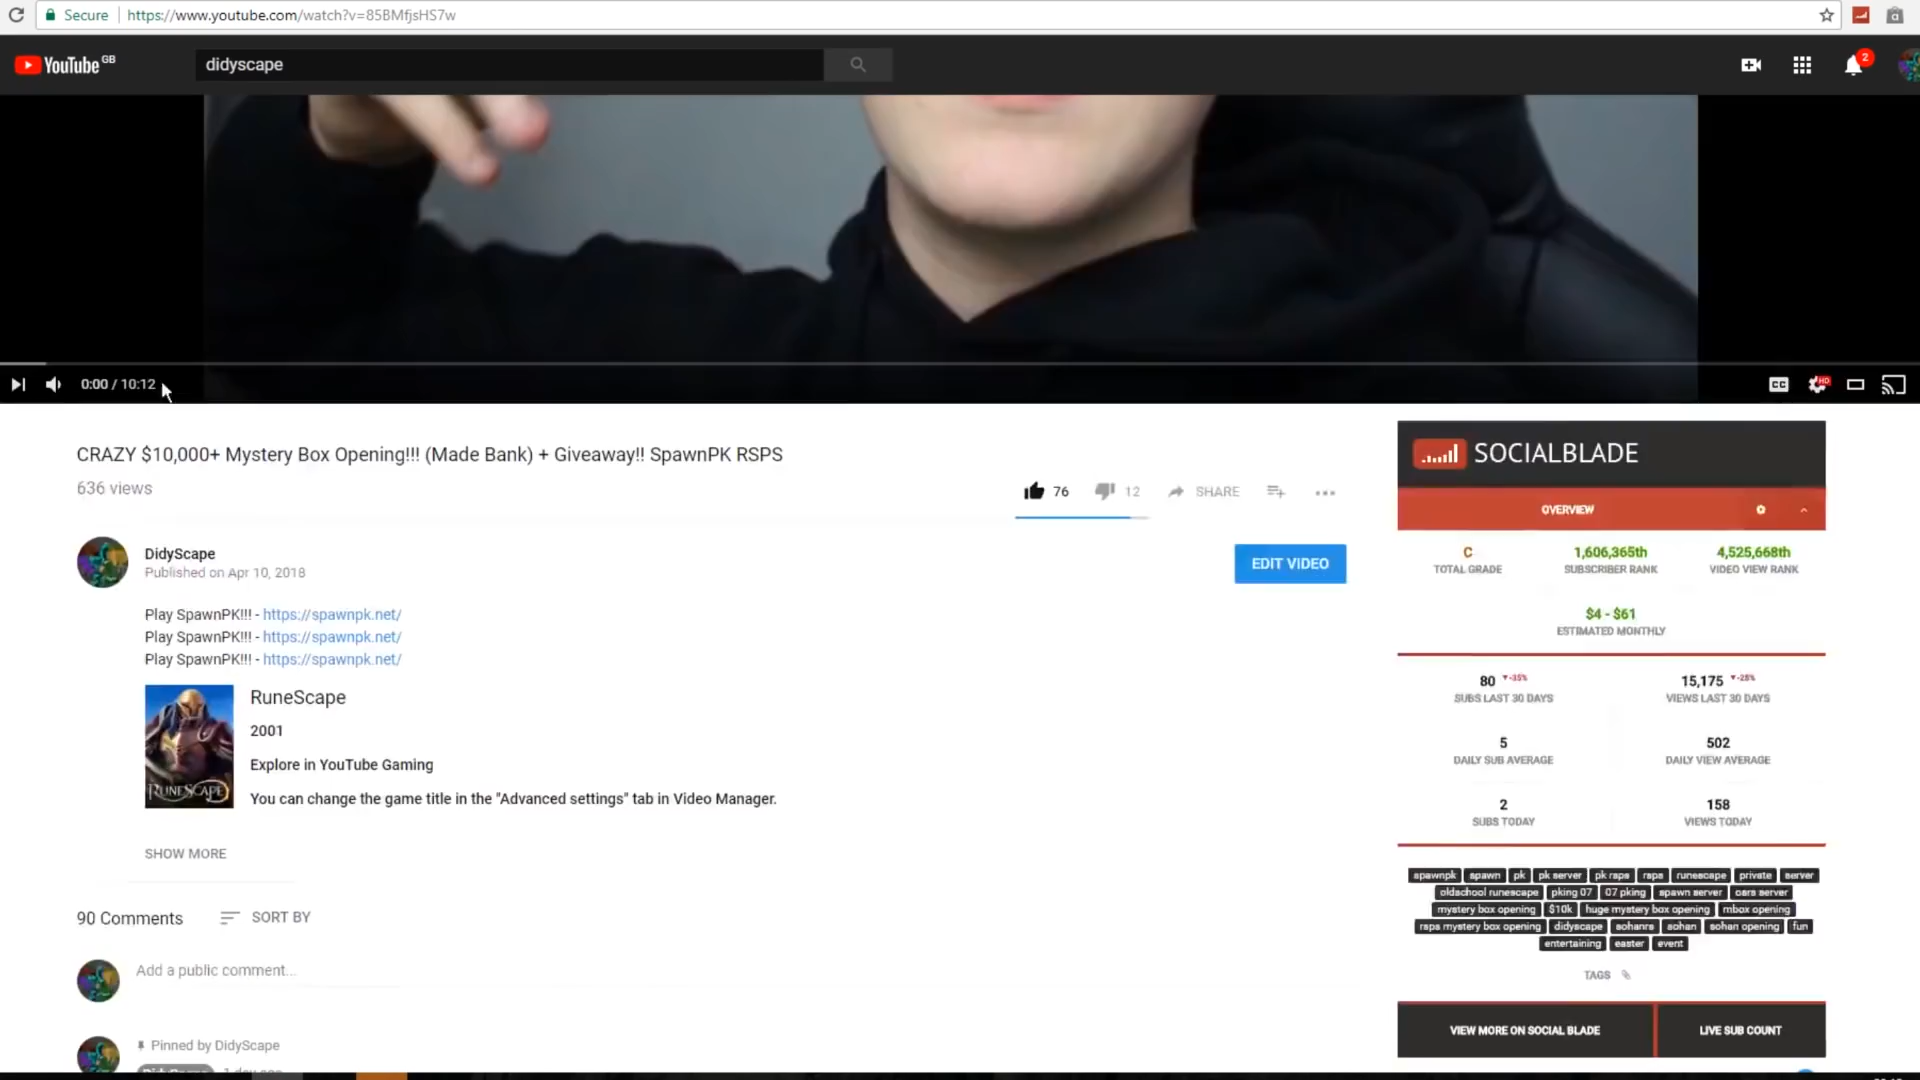 Secure https://www.youtube.com/watch?v=85BMfjsHS7w
YouTube GB
didyscape
2
0:00 / 10:12
CC
HD
CRAZY $10,000+ Mystery Box Opening!!! (Made Bank) + Giveaway!! SpawnPK RSPS
636 views
76
12
SHARE
DidyScape
Published on Apr 10, 2018
EDIT VIDEO
Play SpawnPK!!! - https://spawnpk.net/
Play SpawnPK!!! - https://spawnpk.net/
Play SpawnPK!!! - https://spawnpk.net/
RUNESCAPE
RuneScape
2001
Explore in YouTube Gaming
You can change the game title in the "Advanced settings" tab in Video Manager.
SHOW MORE
90 Comments
SORT BY
Add a public comment...
Pinned by DidyScape
SOCIALBLADE
OVERVIEW
C 1,606,365th 4,525,668th
TOTAL GRADE SUBSCRIBER RANK VIDEO VIEW RANK
$4 - $61
ESTIMATED MONTHLY
80 -35% 15,175 -28%
SUBS LAST 30 DAYS VIEWS LAST 30 DAYS
5 502
DAILY SUB AVERAGE DAILY VIEW AVERAGE
2 158
SUBS TODAY VIEWS TODAY
spawnpk spawn pk pk server pk rsps rsps runescape private server
oldschool runescape pking 07 07 pking spawn server osrs server
mystery box opening $10k huge mystery box opening mbox opening
rsps mystery box opening didyscape sohanrs sohan sohan opening fun
entertaining easter event
TAGS
VIEW MORE ON SOCIAL BLADE
LIVE SUB COUNT